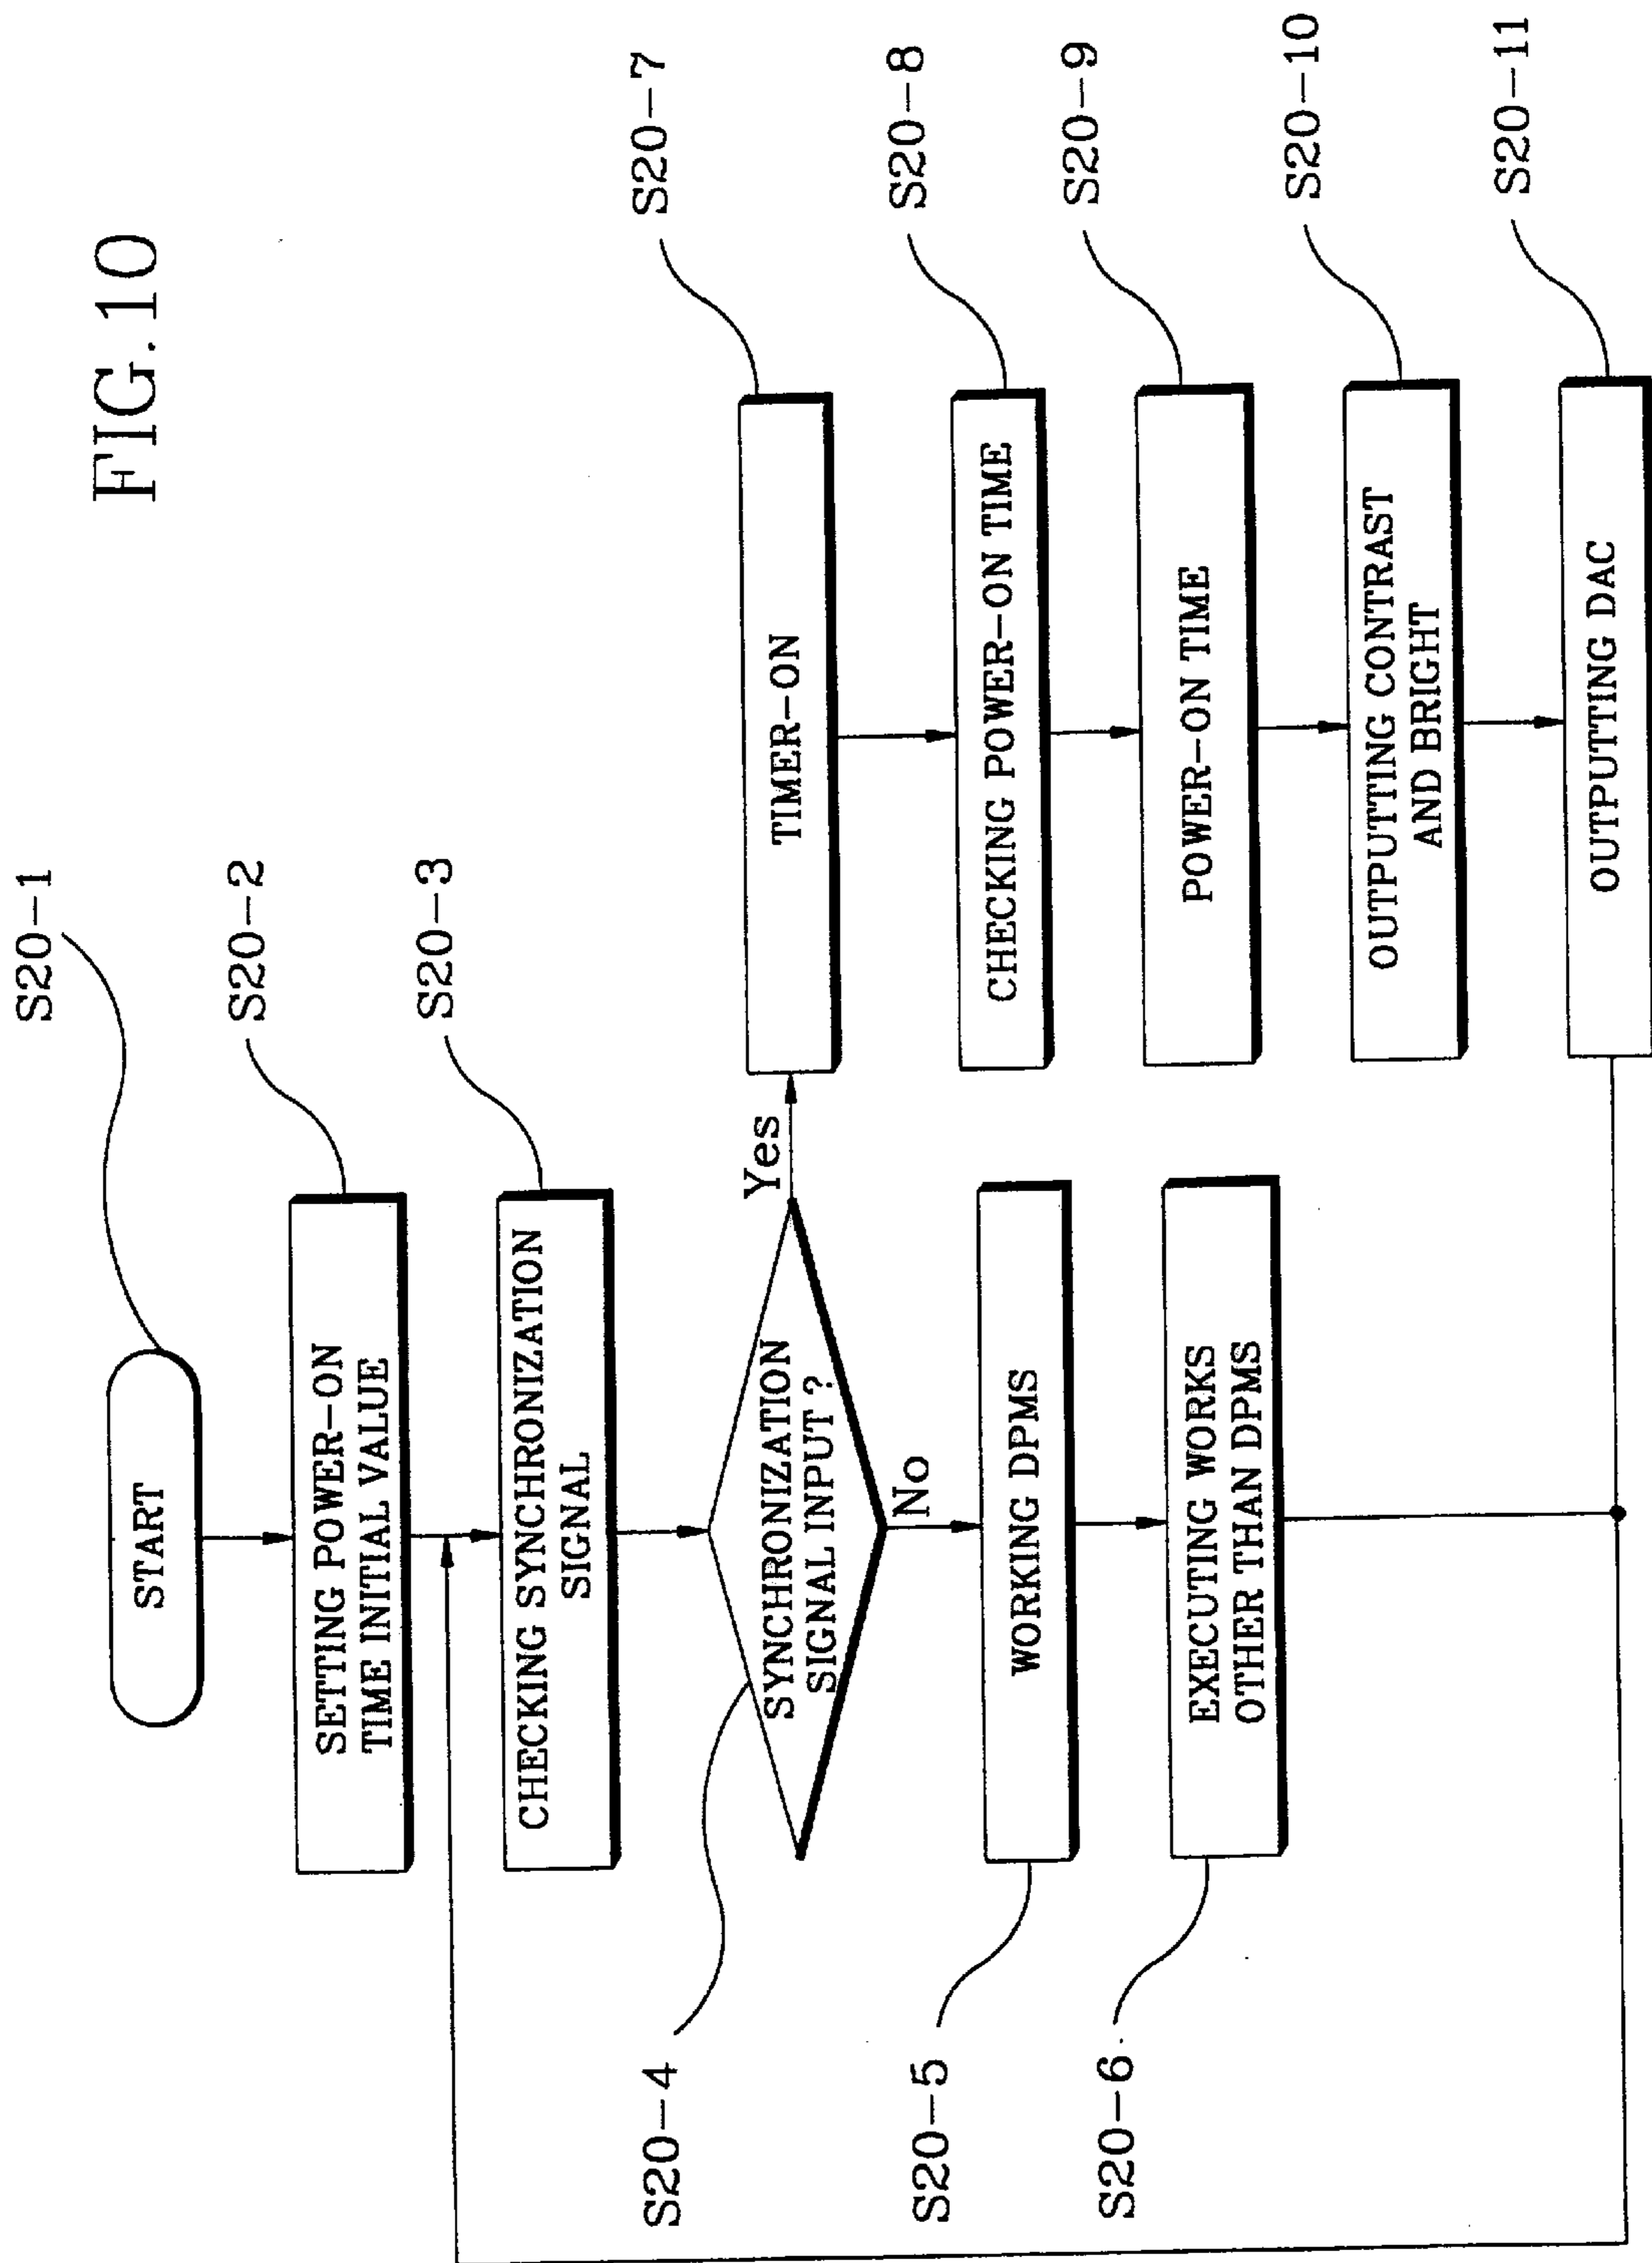 FIG.10
S20-1
START
S20-2
SETTING POWER-ON
TIME INITIAL VALUE
S20-3
CHECKING SYNCHRONIZATION
SIGNAL
S20-4
SYNCHRONIZATION
SIGNAL INPUT ?
Yes
No
S20-5
WORKING DPMS
S20-6
EXECUTING WORKS
OTHER THAN DPMS
S20-7
TIMER-ON
S20-8
CHECKING POWER-ON TIME
S20-9
POWER-ON TIME
S20-10
OUTPUTTING CONTRAST
AND BRIGHT
S20-11
OUTPUTTING DAC